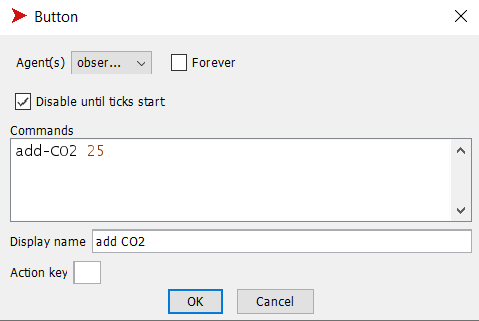 Button
Agent(s) obser... Forever
Disable until ticks start
Commands
add-CO2 25
Display name add CO2
Action key
OK Cancel